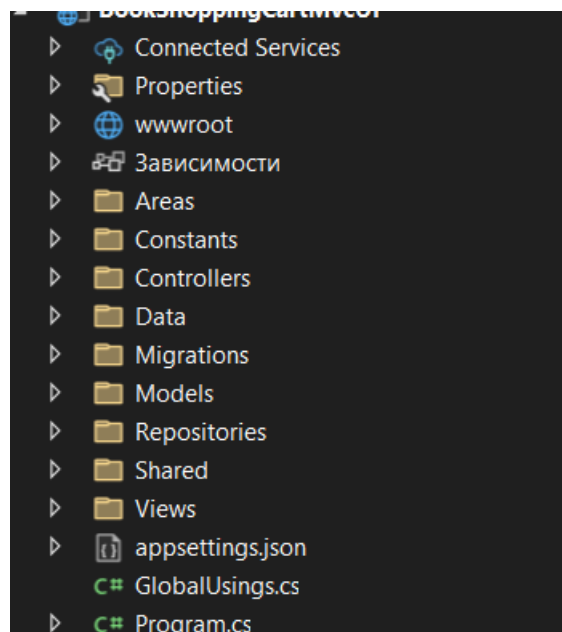 BookShoppingCartMvcUI
Connected Services
Properties
wwwroot
Зависимости
Areas
Constants
Controllers
Data
Migrations
Models
Repositories
Shared
Views
appsettings.json
C# GlobalUsings.cs
C# Program.cs